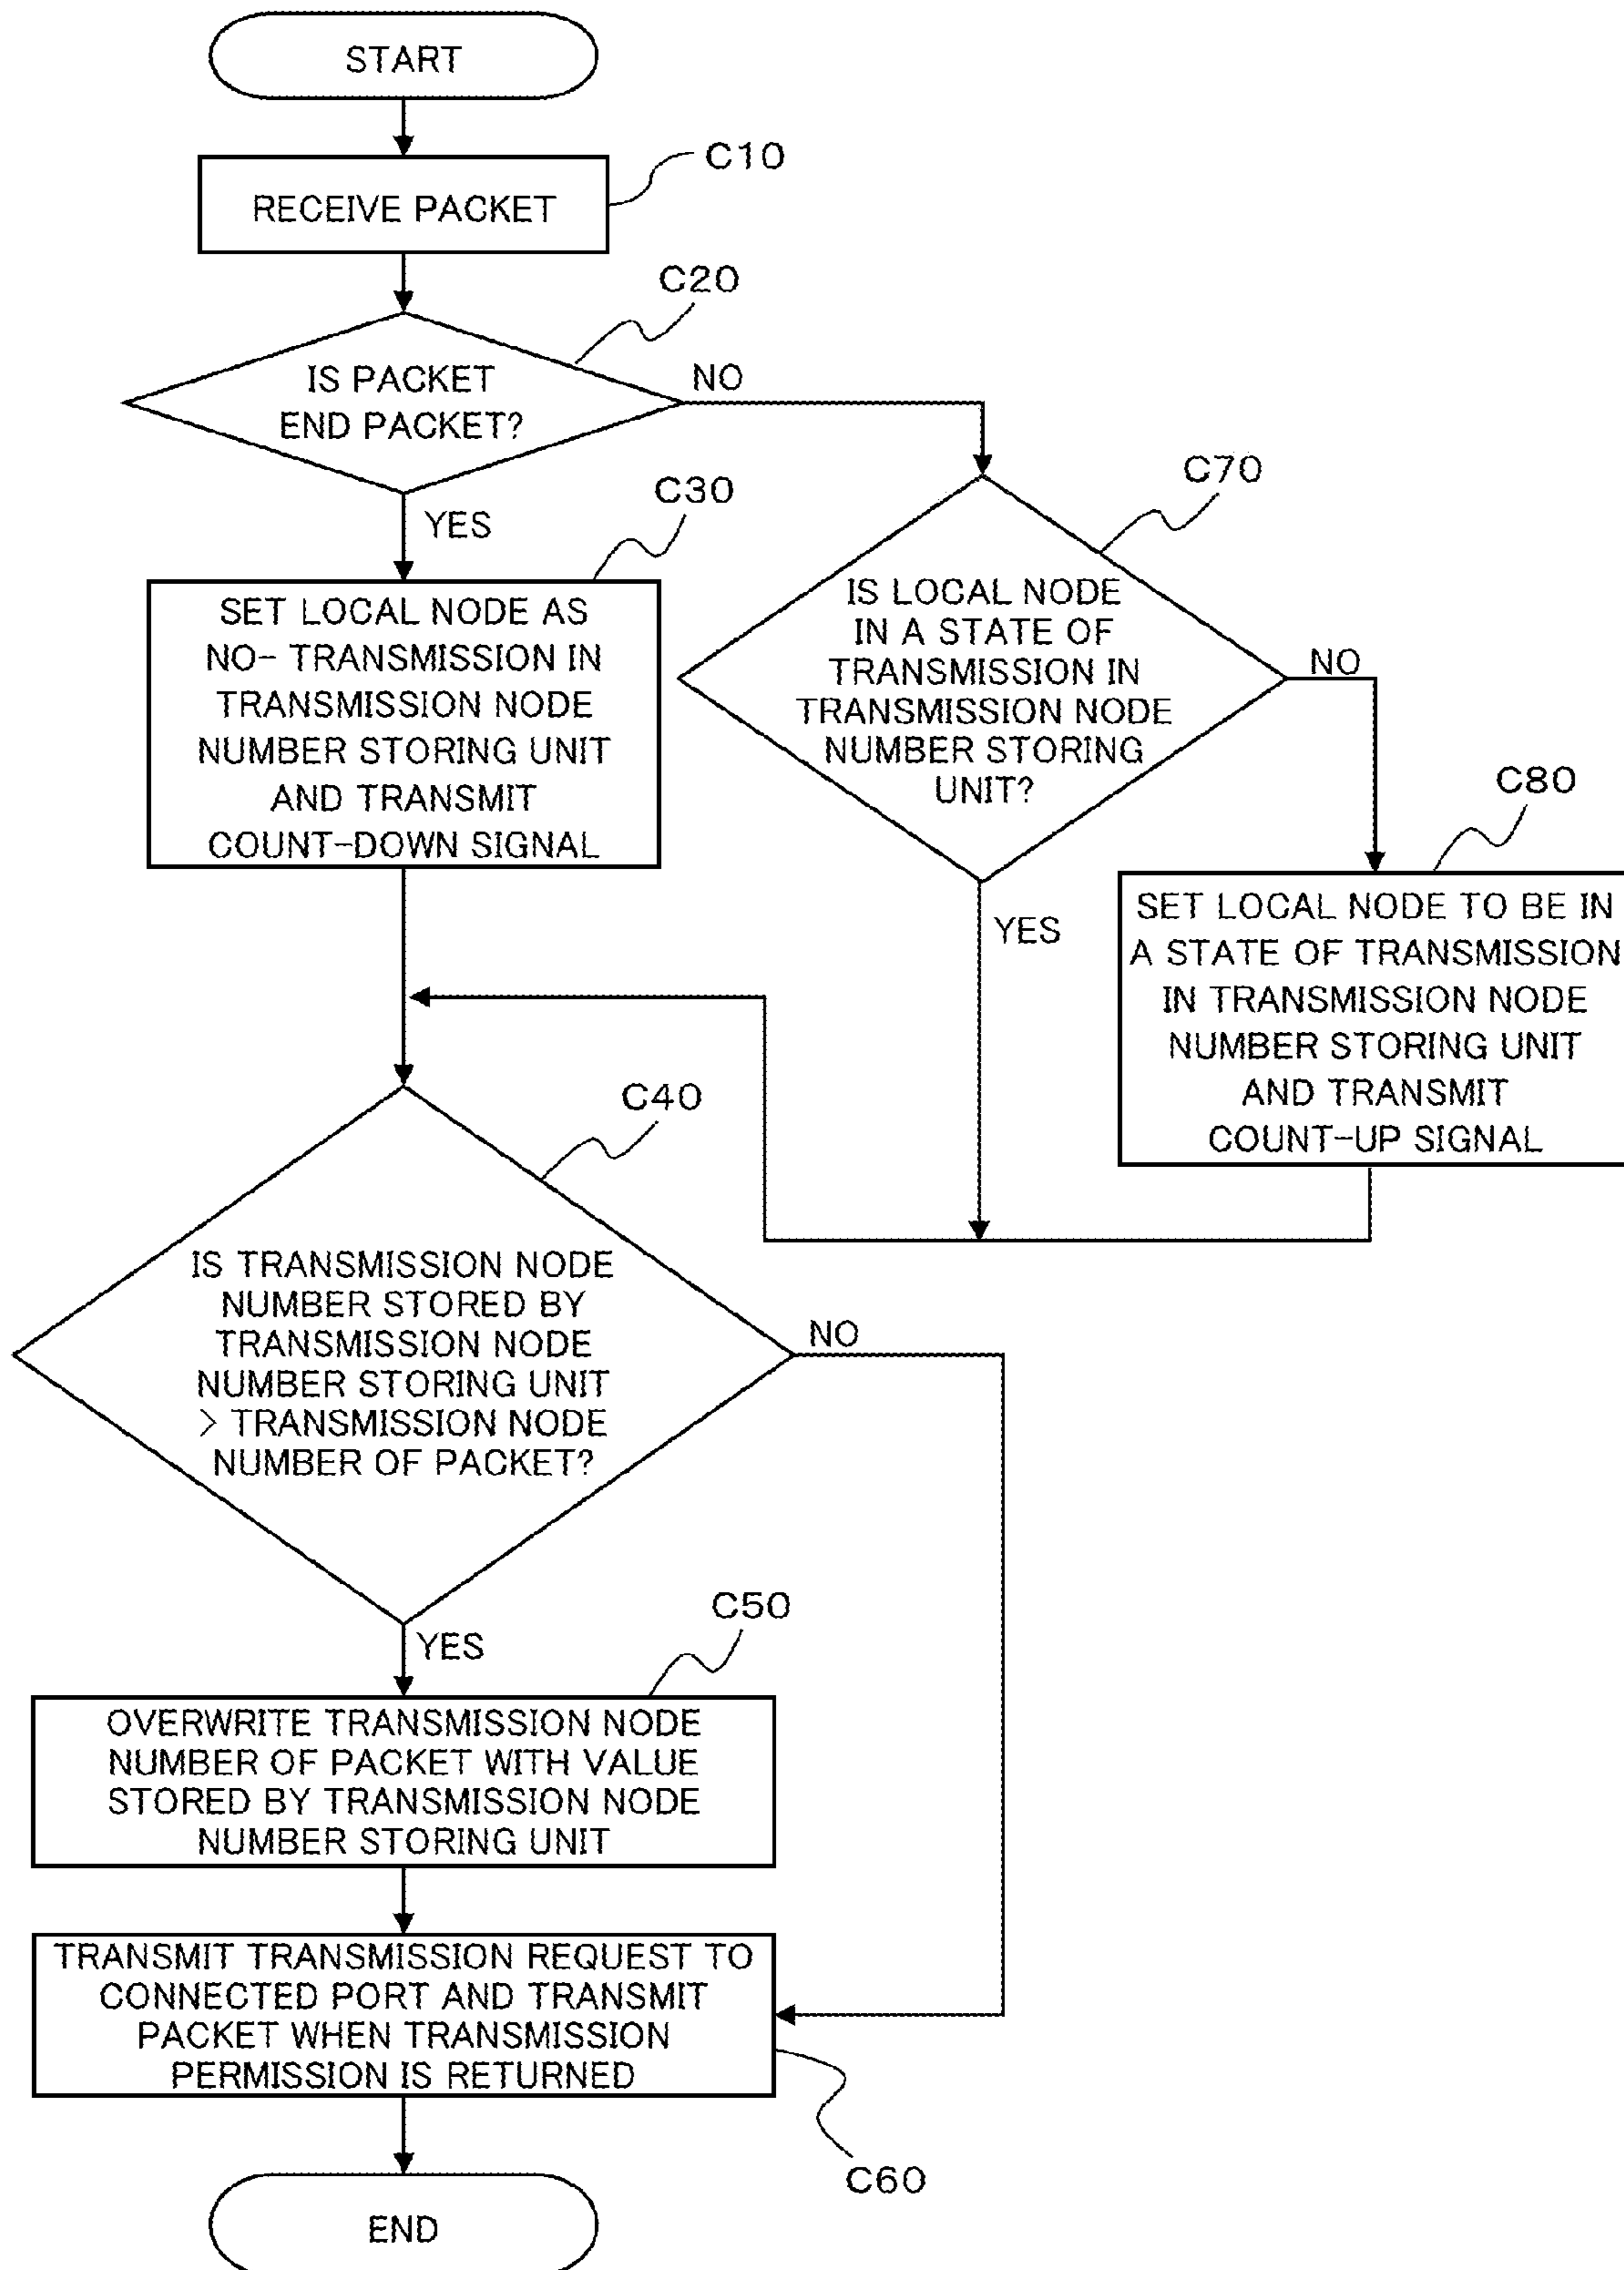 START
C10
RECEIVE PACKET
C20
IS PACKET
END PACKET?
NO
YES
C30
SET LOCAL NODE AS
NO- TRANSMISSION IN
TRANSMISSION NODE
NUMBER STORING UNIT
AND TRANSMIT
COUNT-DOWN SIGNAL
C70
IS LOCAL NODE
IN A STATE OF
TRANSMISSION IN
TRANSMISSION NODE
NUMBER STORING
UNIT?
NO
YES
C80
SET LOCAL NODE TO BE IN
A STATE OF TRANSMISSION
IN TRANSMISSION NODE
NUMBER STORING UNIT
AND TRANSMIT
COUNT-UP SIGNAL
C40
IS TRANSMISSION NODE
NUMBER STORED BY
TRANSMISSION NODE
NUMBER STORING UNIT
> TRANSMISSION NODE
NUMBER OF PACKET?
NO
YES
C50
OVERWRITE TRANSMISSION NODE
NUMBER OF PACKET WITH VALUE
STORED BY TRANSMISSION NODE
NUMBER STORING UNIT
TRANSMIT TRANSMISSION REQUEST TO
CONNECTED PORT AND TRANSMIT
PACKET WHEN TRANSMISSION
PERMISSION IS RETURNED
C60
END